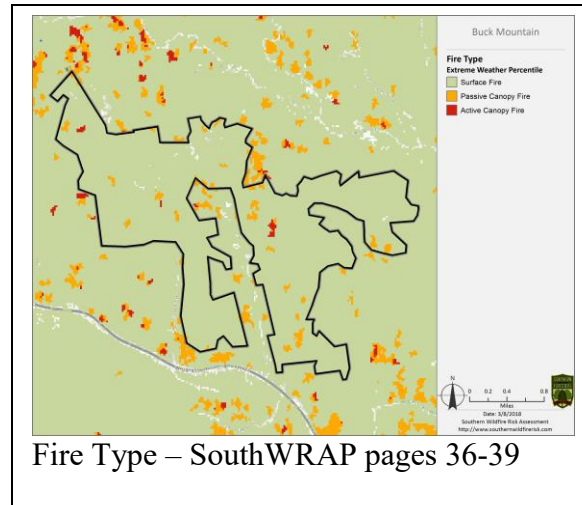 Buck Mountain
Fire Type
Extreme Weather Percentile
Surface Fire
Passive Canopy Fire
Active Canopy Fire
N
0 0.2 0.4 0.8
Miles
Date: 3/8/2018
Southern Wildfire Risk Assessment
http://www.southernwildfirerisk.com
Fire Type – SouthWRAP pages 36-39